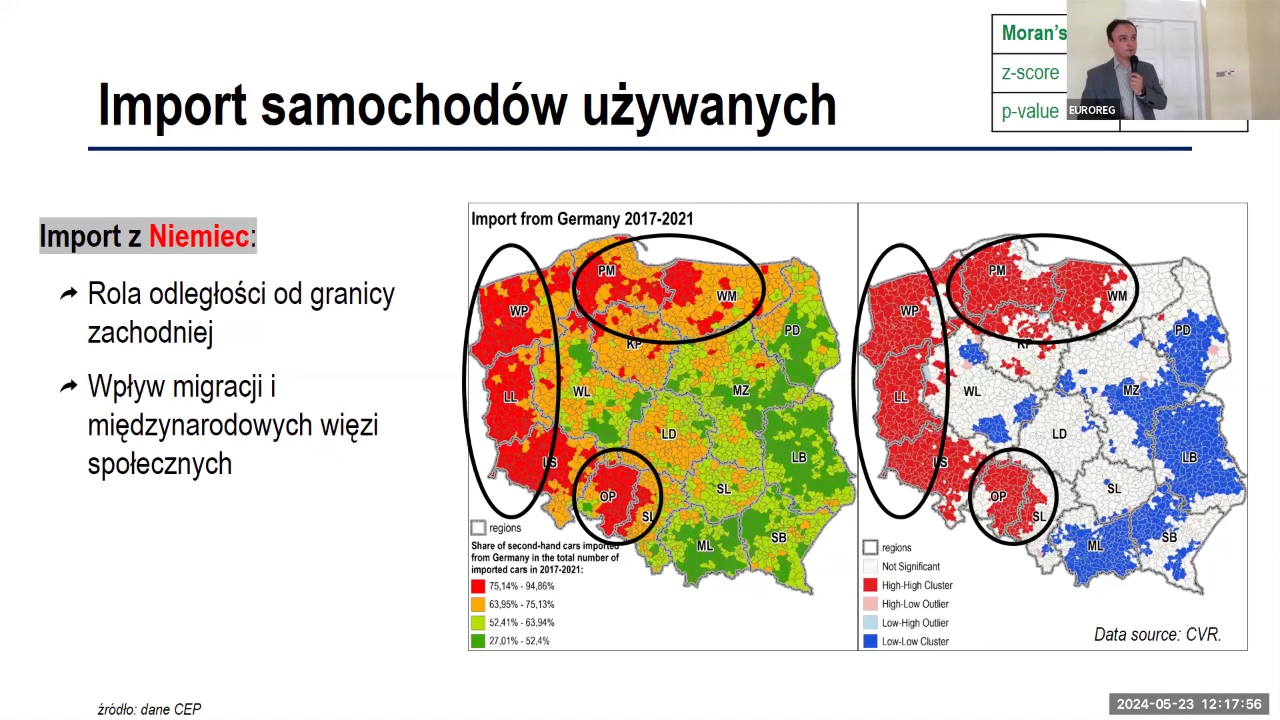 Moran's
z-score
p-value
EUROREG
Import samochodów używanych
Import z Niemiec:
Rola odległości od granicy
zachodniej
Wpływ migracji i
międzynarodowych więzi
społecznych
Import from Germany 2017-2021
PM
WM
WP
KP
PD
WL
MZ
LL
LD
LB
LS
OP
SL
SL
ML
SB
regions
Share of second-hand cars imported
from Germany in the total number of
imported cars in 2017-2021:
75,14% - 94,86%
63,95% - 75,13%
52,41% - 63,94%
27,01% - 52,4%
PM
WM
WP
KP
PD
WL
MZ
LL
LD
LB
LS
OP
SL
SL
ML
SB
regions
Not Significant
High-High Cluster
High-Low Outlier
Low-High Outlier
Low-Low Cluster
Data source: CVR.
źródło: dane CEP
2024-05-23 12:17:56